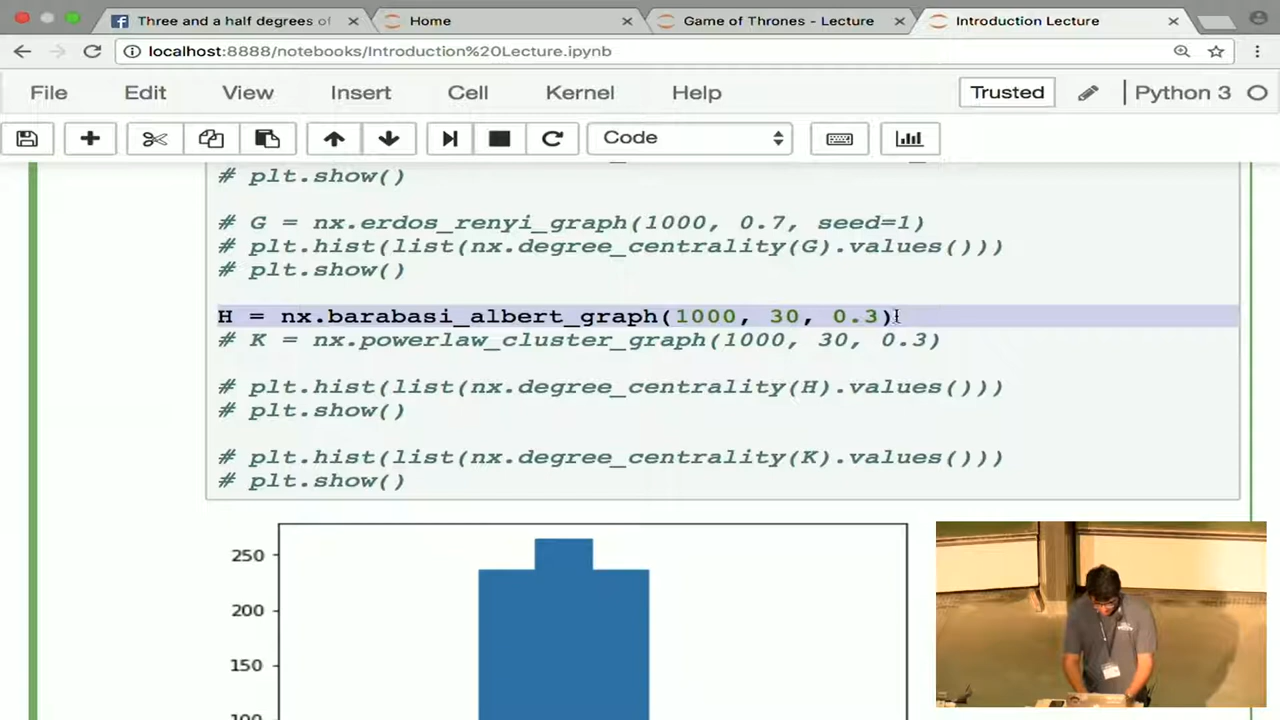 Three and a half degrees of
Home
Game of Thrones - Lecture
Introduction Lecture
localhost:8888/notebooks/Introduction%20Lecture.ipynb
File Edit View Insert Cell Kernel Help Trusted Python 3
Code
# plt.show()
# G = nx.erdos_renyi_graph(1000, 0.7, seed=1)
# plt.hist(list(nx.degree_centrality(G).values()))
# plt.show()
H = nx.barabasi_albert_graph(1000, 30, 0.3)
# K = nx.powerlaw_cluster_graph(1000, 30, 0.3)
# plt.hist(list(nx.degree_centrality(H).values()))
# plt.show()
# plt.hist(list(nx.degree_centrality(K).values()))
# plt.show()
250
200
150
100